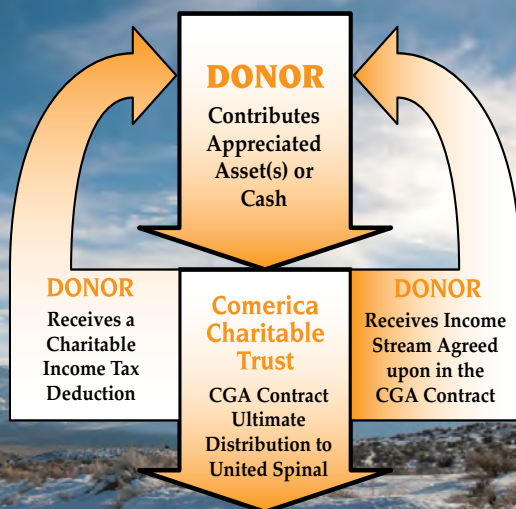 DONOR
Contributes
Appreciated
Asset(s) or
Cash
DONOR
Receives a
Charitable
Income Tax
Deduction
Comerica
Charitable
Trust
CGA Contract
Ultimate
Distribution to
United Spinal
DONOR
Receives Income
Stream Agreed
upon in the
CGA Contract